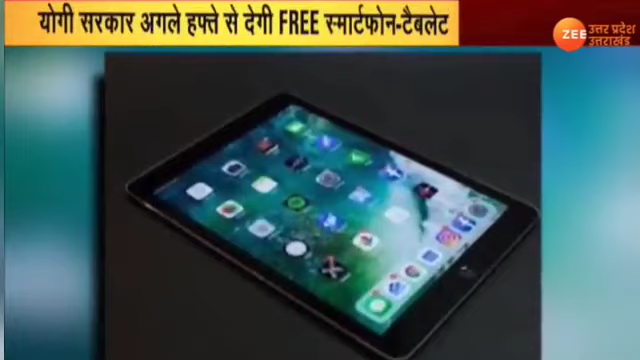 योगी सरकार अगले हफ्ते से देगी FREE स्मार्टफोन-टैबलेट
ZEE उत्तर प्रदेश
उत्तराखंड